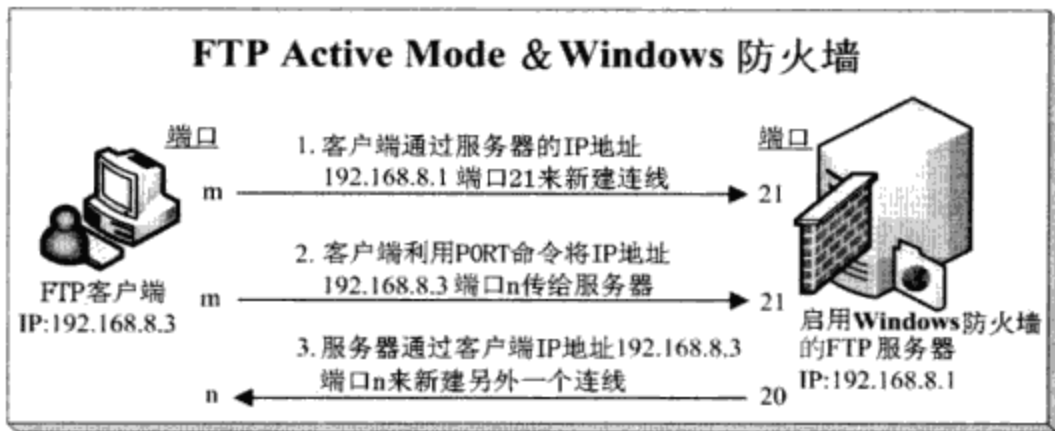 FTP Active Mode & Windows 防火墙
端口
1. 客户端通过服务器的IP地址
192.168.8.1 端口21来新建连线
端口
m
21
2. 客户端利用PORT命令将IP地址
192.168.8.3 端口n传给服务器
m
21
FTP客户端
IP:192.168.8.3
启用Windows防火墙
的FTP服务器
IP:192.168.8.1
3. 服务器通过客户端IP地址192.168.8.3
端口n来新建另外一个连线
n
20